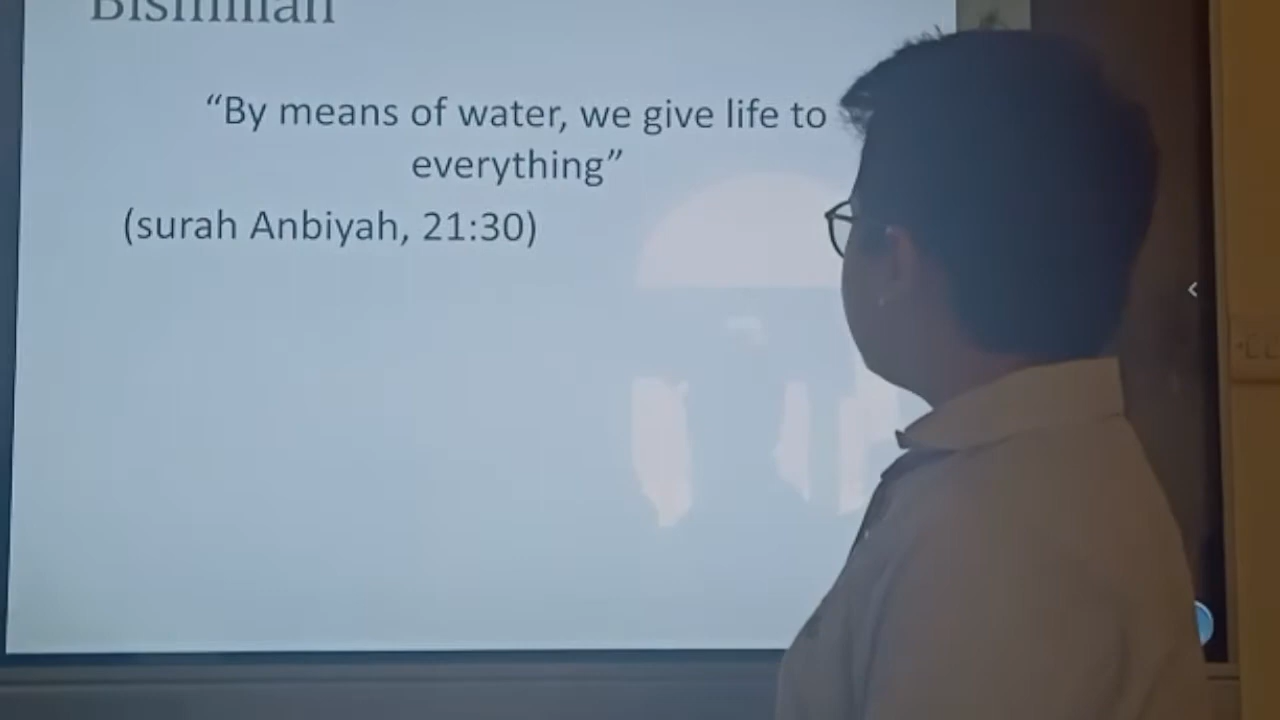 Bismillah
“By means of water, we give life to
everything”
(surah Anbiyah, 21:30)